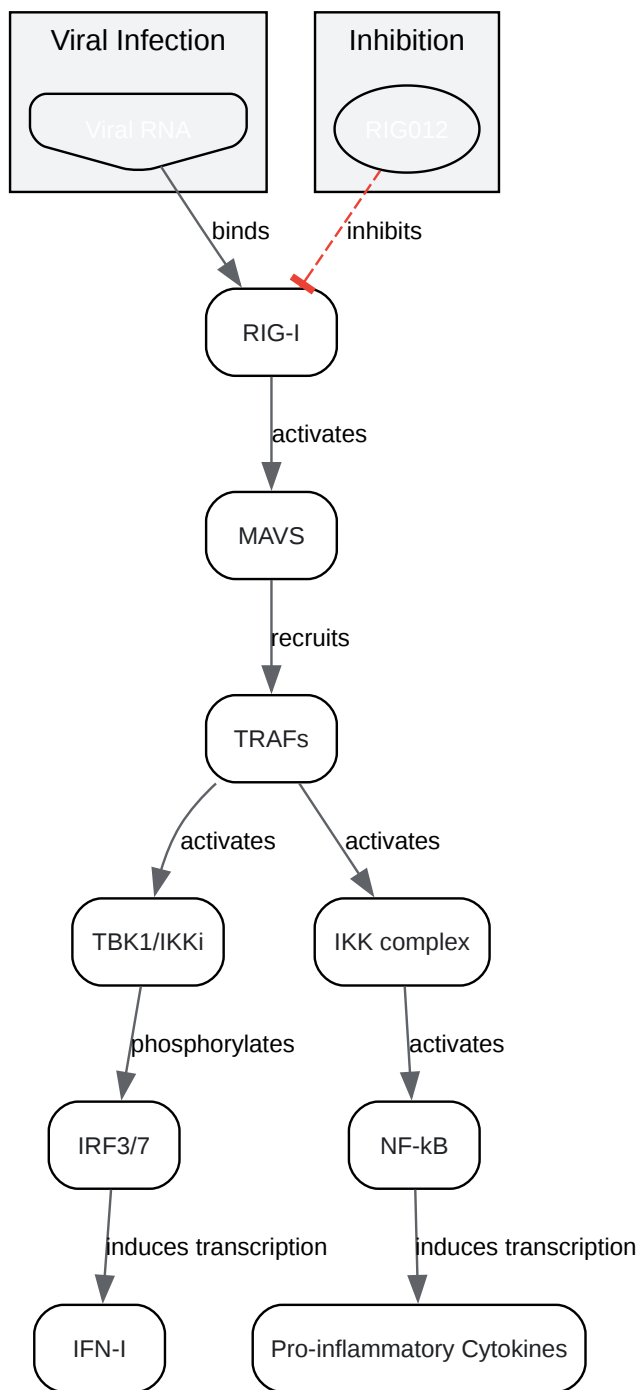 Viral Infection
Inhibition
Viral RNA
RIG012
binds
inhibits
RIG-I
activates
MAVS
recruits
TRAFs
activates
activates
TBK1/IKKi
IKK complex
phosphorylates
activates
IRF3/7
NF-kB
induces transcription
induces transcription
IFN-I
Pro-inflammatory Cytokines